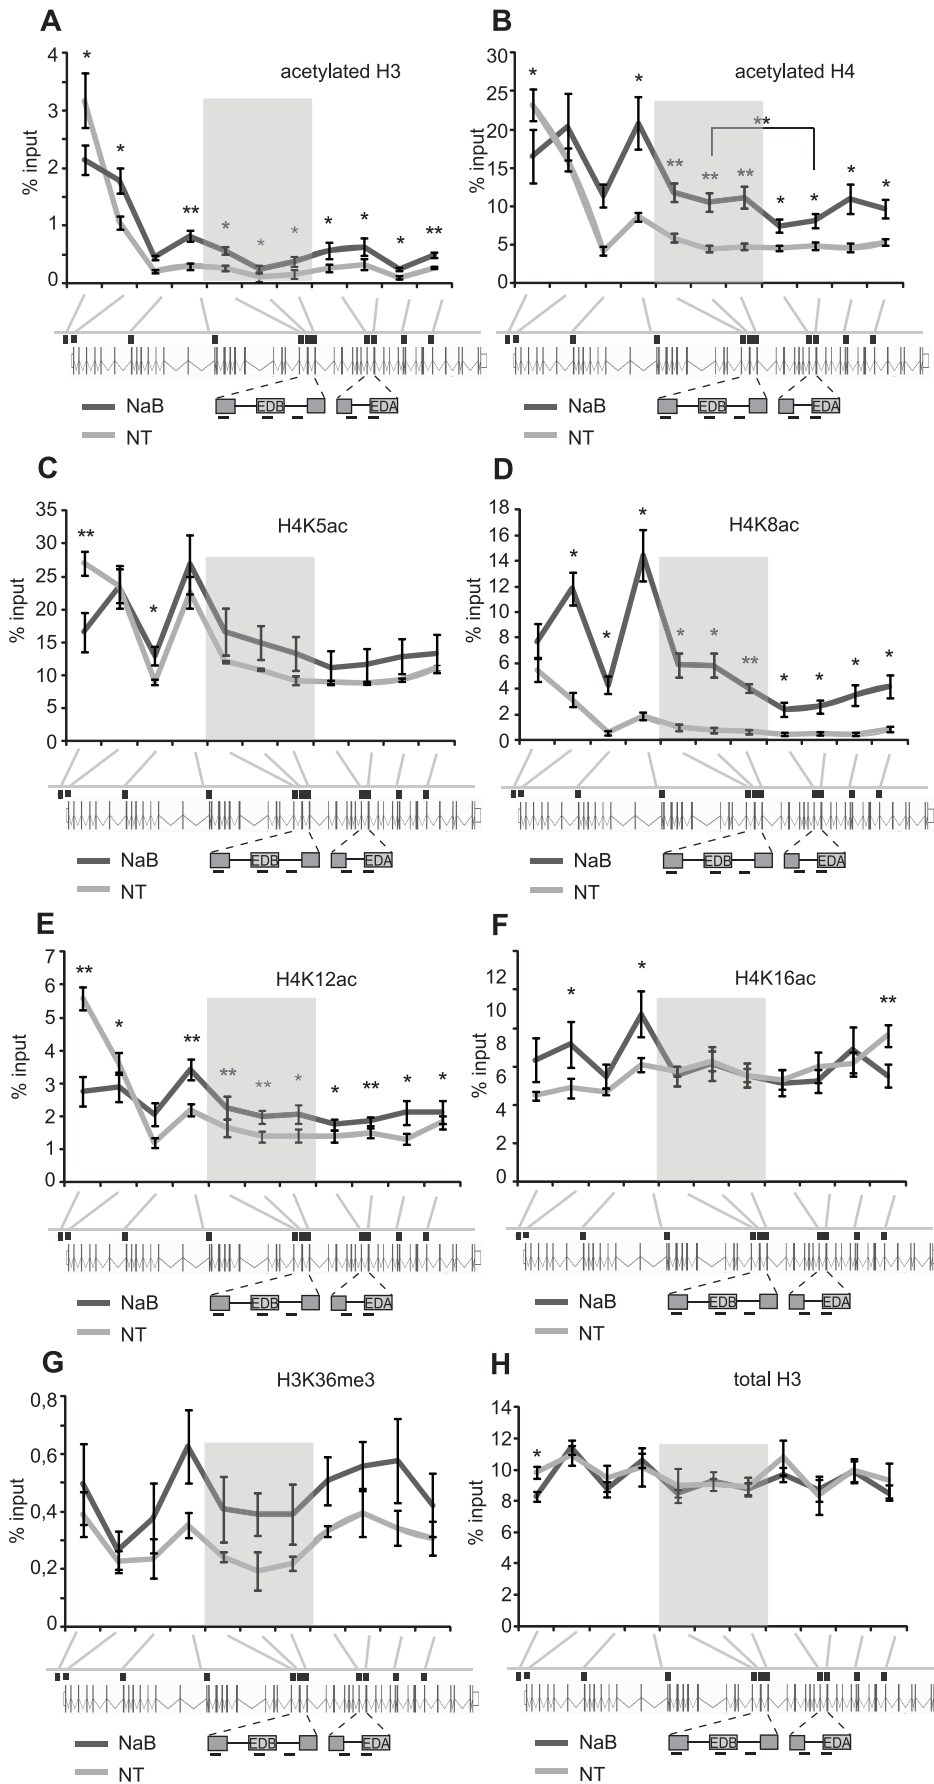 A
acetylated H3
% input
4
3
2
1
0
* * ** * * * * * * **
EDB EDA
NaB
NT
B
acetylated H4
% input
30
25
20
15
10
5
0
* * ** ** ** ** * * * *
EDB EDA
NaB
NT
C
H4K5ac
% input
35
30
25
20
15
10
5
0
** *
EDB EDA
NaB
NT
D
H4K8ac
% input
18
16
14
12
10
8
6
4
2
0
* * * * * ** * * * *
EDB EDA
NaB
NT
E
H4K12ac
% input
7
6
5
4
3
2
1
0
** * ** ** ** * * ** * *
EDB EDA
NaB
NT
F
H4K16ac
% input
12
10
8
6
4
2
0
* * **
EDB EDA
NaB
NT
G
H3K36me3
% input
0,8
0,6
0,4
0,2
0
EDB EDA
NaB
NT
H
total H3
% input
14
12
10
8
6
4
2
0
*
EDB EDA
NaB
NT